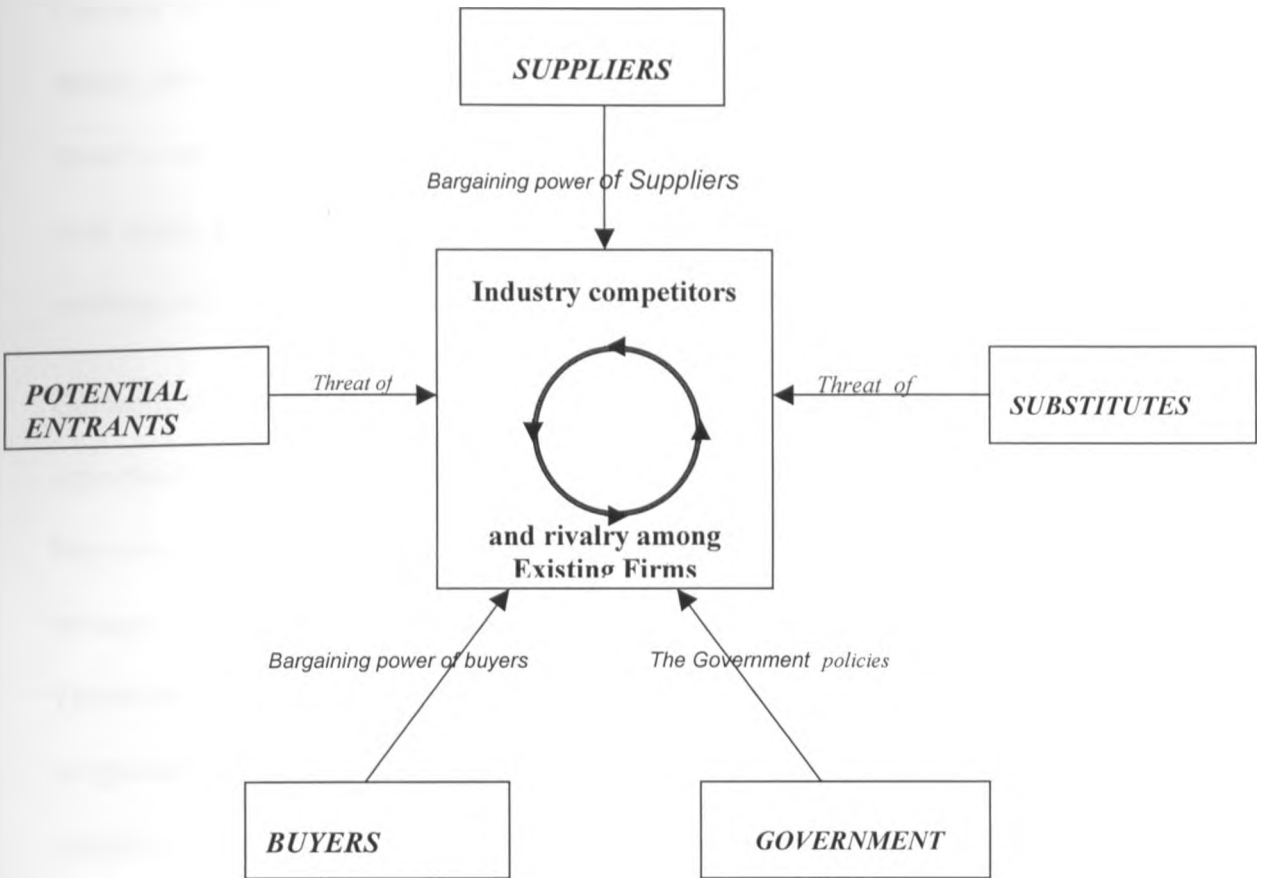 SUPPLIERS
Bargaining power of Suppliers
Industry competitors
POTENTIAL
ENTRANTS
Threat of
Threat of
SUBSTITUTES
and rivalry among
Existing Firms
Bargaining power of buyers
The Government policies
BUYERS
GOVERNMENT